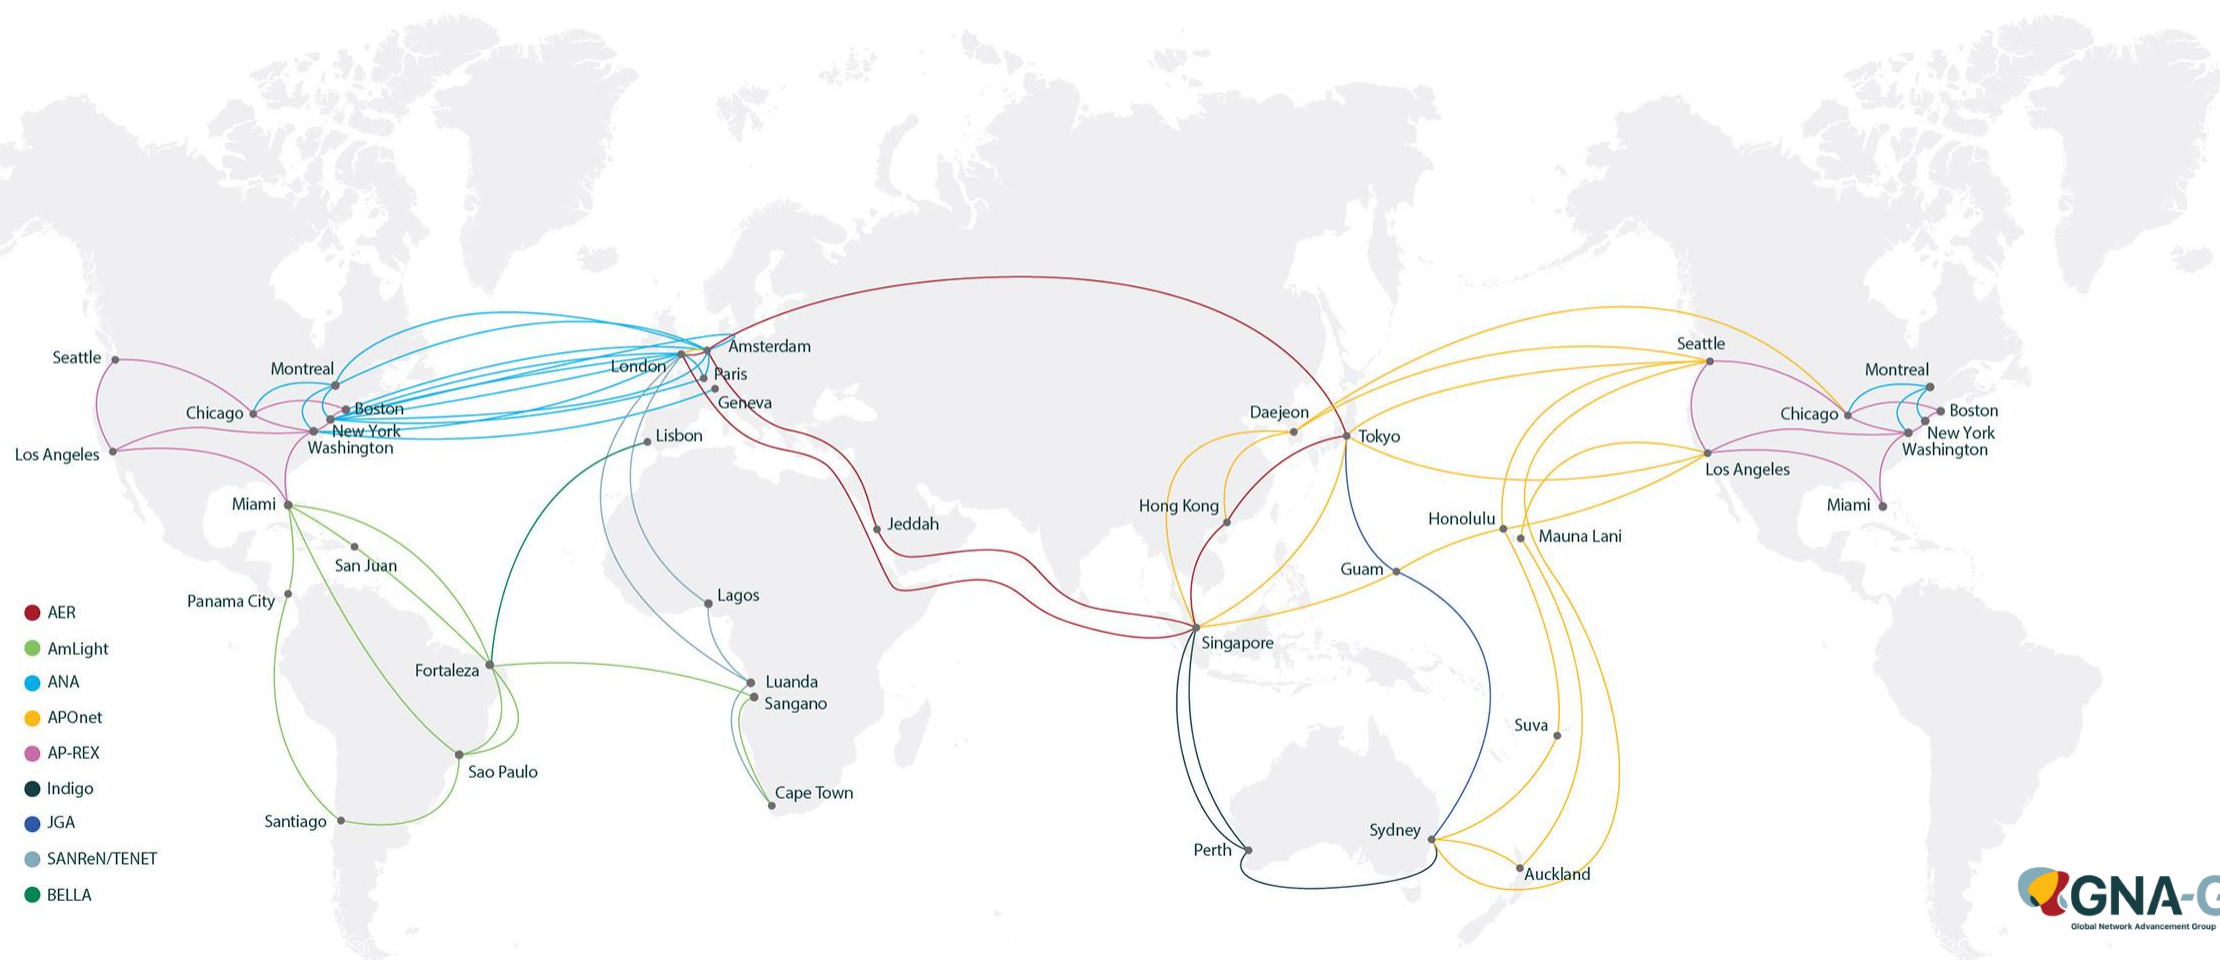 Seattle
Montreal
Chicago
Boston
New York
Washington
Los Angeles
Miami
San Juan
Panama City
Fortaleza
Sao Paulo
Santiago
London
Amsterdam
Paris
Geneva
Lisbon
Jeddah
Lagos
Luanda
Sangano
Cape Town
Daejeon
Tokyo
Hong Kong
Singapore
Guam
Honolulu
Mauna Lani
Suva
Perth
Sydney
Auckland
Seattle
Montreal
Chicago
Boston
New York
Washington
Los Angeles
Miami
AER
AmLight
ANA
APOnet
AP-REX
Indigo
JGA
SANReN/TENET
BELLA
GNA-G
Global Network Advancement Group